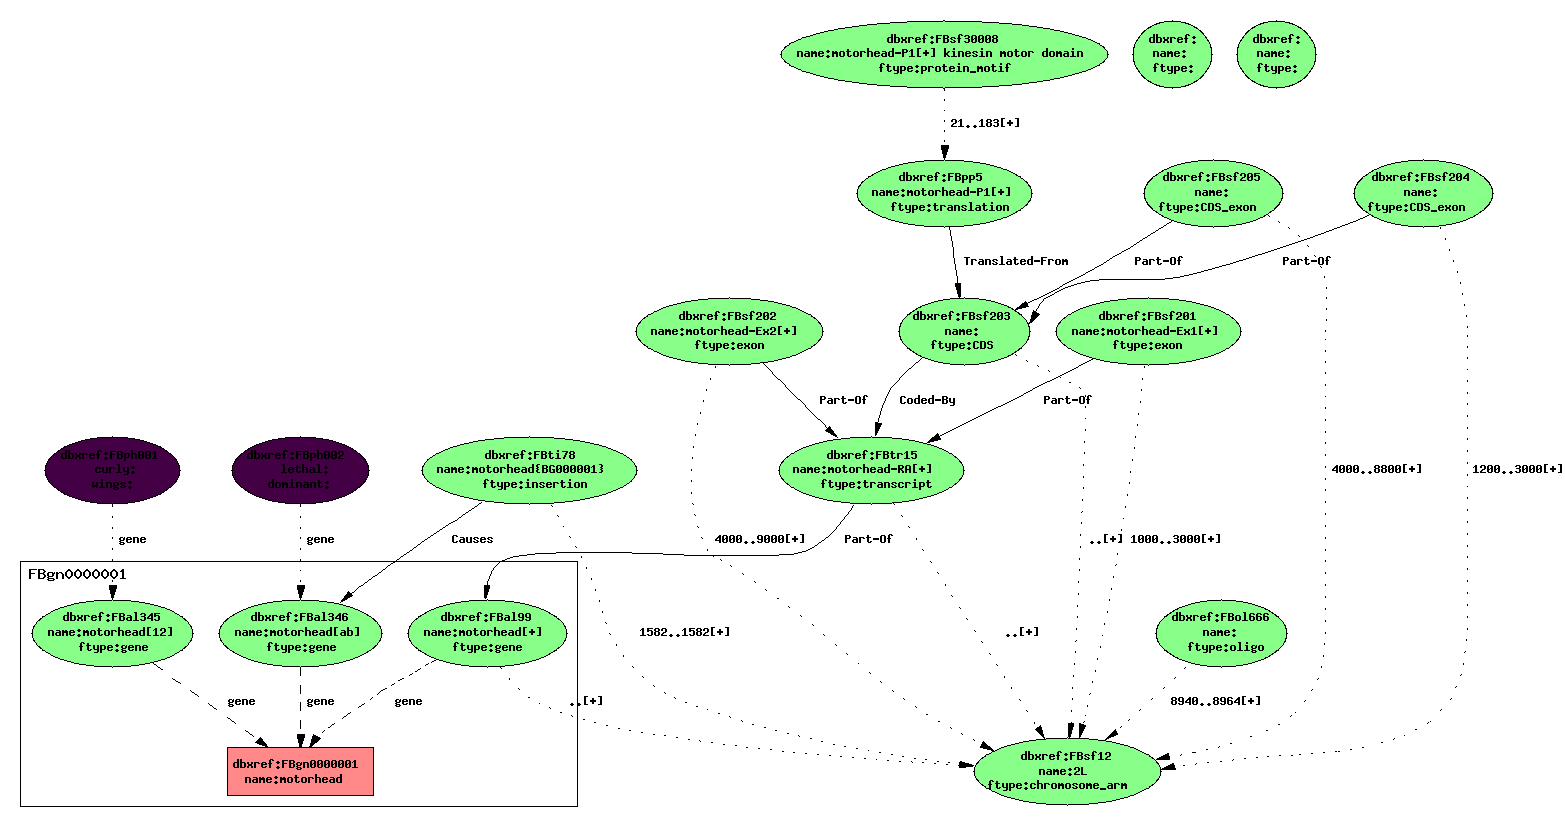 dbxref:FBsf30008
name:motorhead-P1[+] kinesin motor domain
ftype:protein_motif
dbxref:
name:
ftype:
dbxref:
name:
ftype:
21..183[+]
dbxref:FBpp5
name:motorhead-P1[+]
ftype:translation
dbxref:FBsf205
name:
ftype:CDS_exon
dbxref:FBsf204
name:
ftype:CDS_exon
Translated-From
Part-Of
Part-Of
dbxref:FBsf202
name:motorhead-Ex2[+]
ftype:exon
dbxref:FBsf203
name:
ftype:CDS
dbxref:FBsf201
name:motorhead-Ex1[+]
ftype:exon
Part-Of
Coded-By
Part-Of
dbxref:FBph001
curly:
wings:
dbxref:FBph002
lethal:
dominant:
dbxref:FBti78
name:motorhead{BG000001}
ftype:insertion
dbxref:FBtr15
name:motorhead-RA[+]
ftype:transcript
4000..8800[+]
1200..3000[+]
gene
gene
Causes
4000..9000[+]
Part-Of
..[+]
1000..3000[+]
FBgn0000001
dbxref:FBal345
name:motorhead[12]
ftype:gene
dbxref:FBal346
name:motorhead[ab]
ftype:gene
dbxref:FBal99
name:motorhead[+]
ftype:gene
1582..1582[+]
..[+]
dbxref:FBol666
name:
ftype:oligo
gene
gene
gene
..[+]
8940..8964[+]
dbxref:FBgn0000001
name:motorhead
dbxref:FBsf12
name:2L
ftype:chromosome_arm